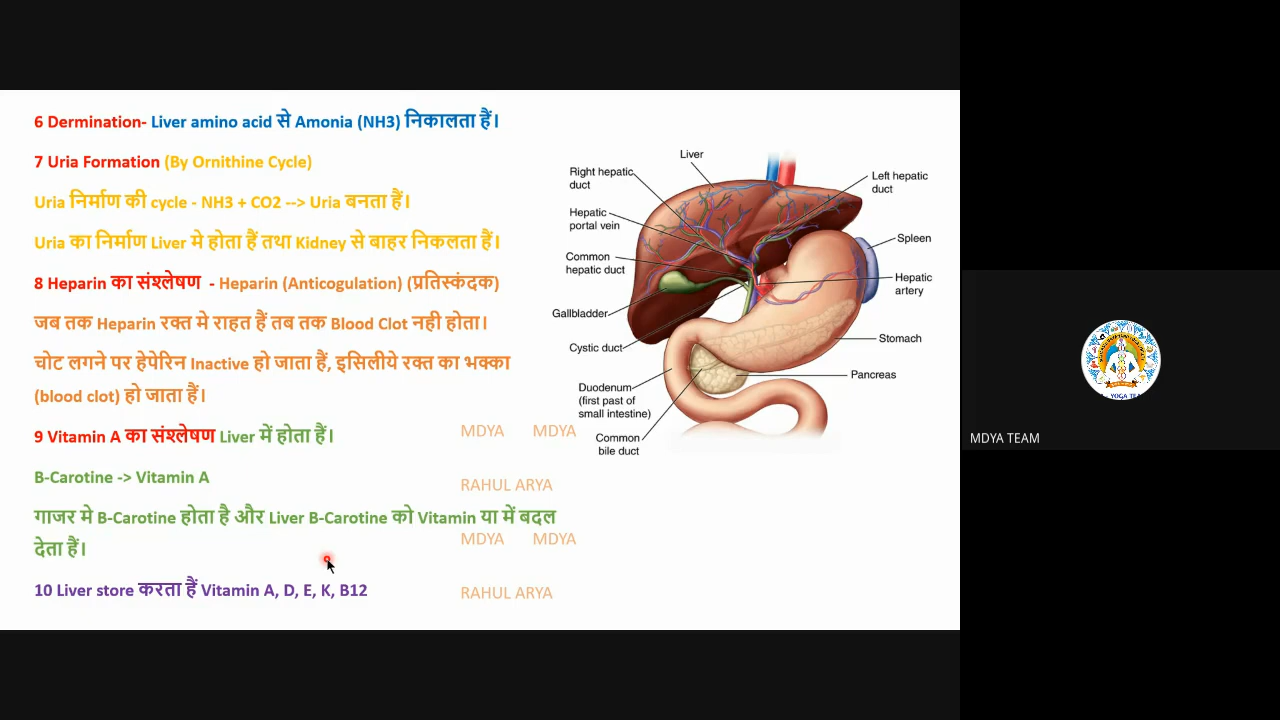 6 Dermination- Liver amino acid से Amonia (NH3) निकालता हैं।
7 Uria Formation (By Ornithine Cycle)
Uria निर्माण की cycle - NH3 + CO2 --> Uria बनता हैं।
Uria का निर्माण Liver मे होता हैं तथा Kidney से बाहर निकलता हैं।
8 Heparin का संश्लेषण - Heparin (Anticogulation) (प्रतिस्कंदक)
जब तक Heparin रक्त मे राहत हैं तब तक Blood Clot नही होता।
चोट लगने पर हेपेरिन Inactive हो जाता हैं, इसिलीये रक्त का भक्का
(blood clot) हो जाता हैं।
9 Vitamin A का संश्लेषण Liver में होता हैं।
B-Carotine -> Vitamin A
गाजर मे B-Carotine होता है और Liver B-Carotine को Vitamin या में बदल
देता हैं।
10 Liver store करता हैं Vitamin A, D, E, K, B12
MDYA MDYA
RAHUL ARYA
MDYA MDYA
RAHUL ARYA
Liver
Right hepatic
duct
Left hepatic
duct
Hepatic
portal vein
Spleen
Common
hepatic duct
Hepatic
artery
Gallbladder
Stomach
Cystic duct
Pancreas
Duodenum
(first past of
small intestine)
Common
bile duct
MDYA TEAM